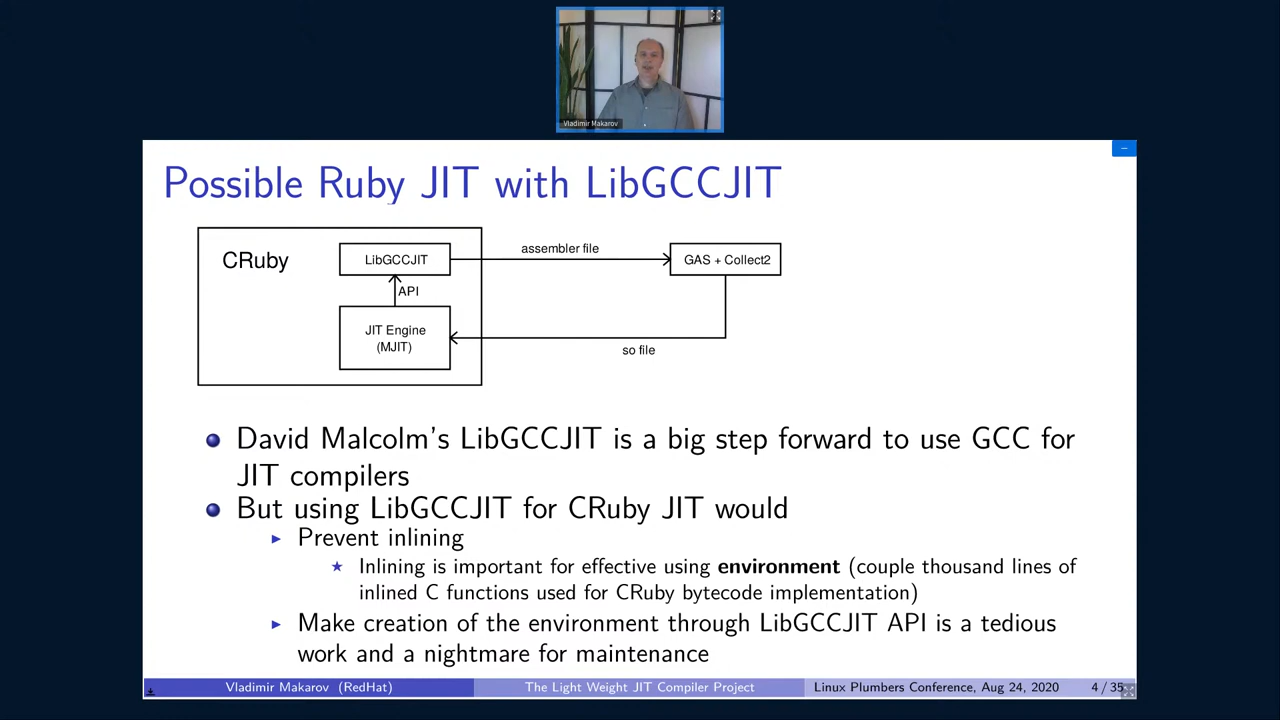 Vladimir Makarov
Possible Ruby JIT with LibGCCJIT
CRuby
LibGCCJIT
assembler file
GAS + Collect2
API
JIT Engine
(MJIT)
so file
David Malcolm's LibGCCJIT is a big step forward to use GCC for
JIT compilers
But using LibGCCJIT for CRuby JIT would
Prevent inlining
Inlining is important for effective using environment (couple thousand lines of
inlined C functions used for CRuby bytecode implementation)
Make creation of the environment through LibGCCJIT API is a tedious
work and a nightmare for maintenance
Vladimir Makarov (RedHat) The Light Weight JIT Compiler Project Linux Plumbers Conference, Aug 24, 2020 4 / 35